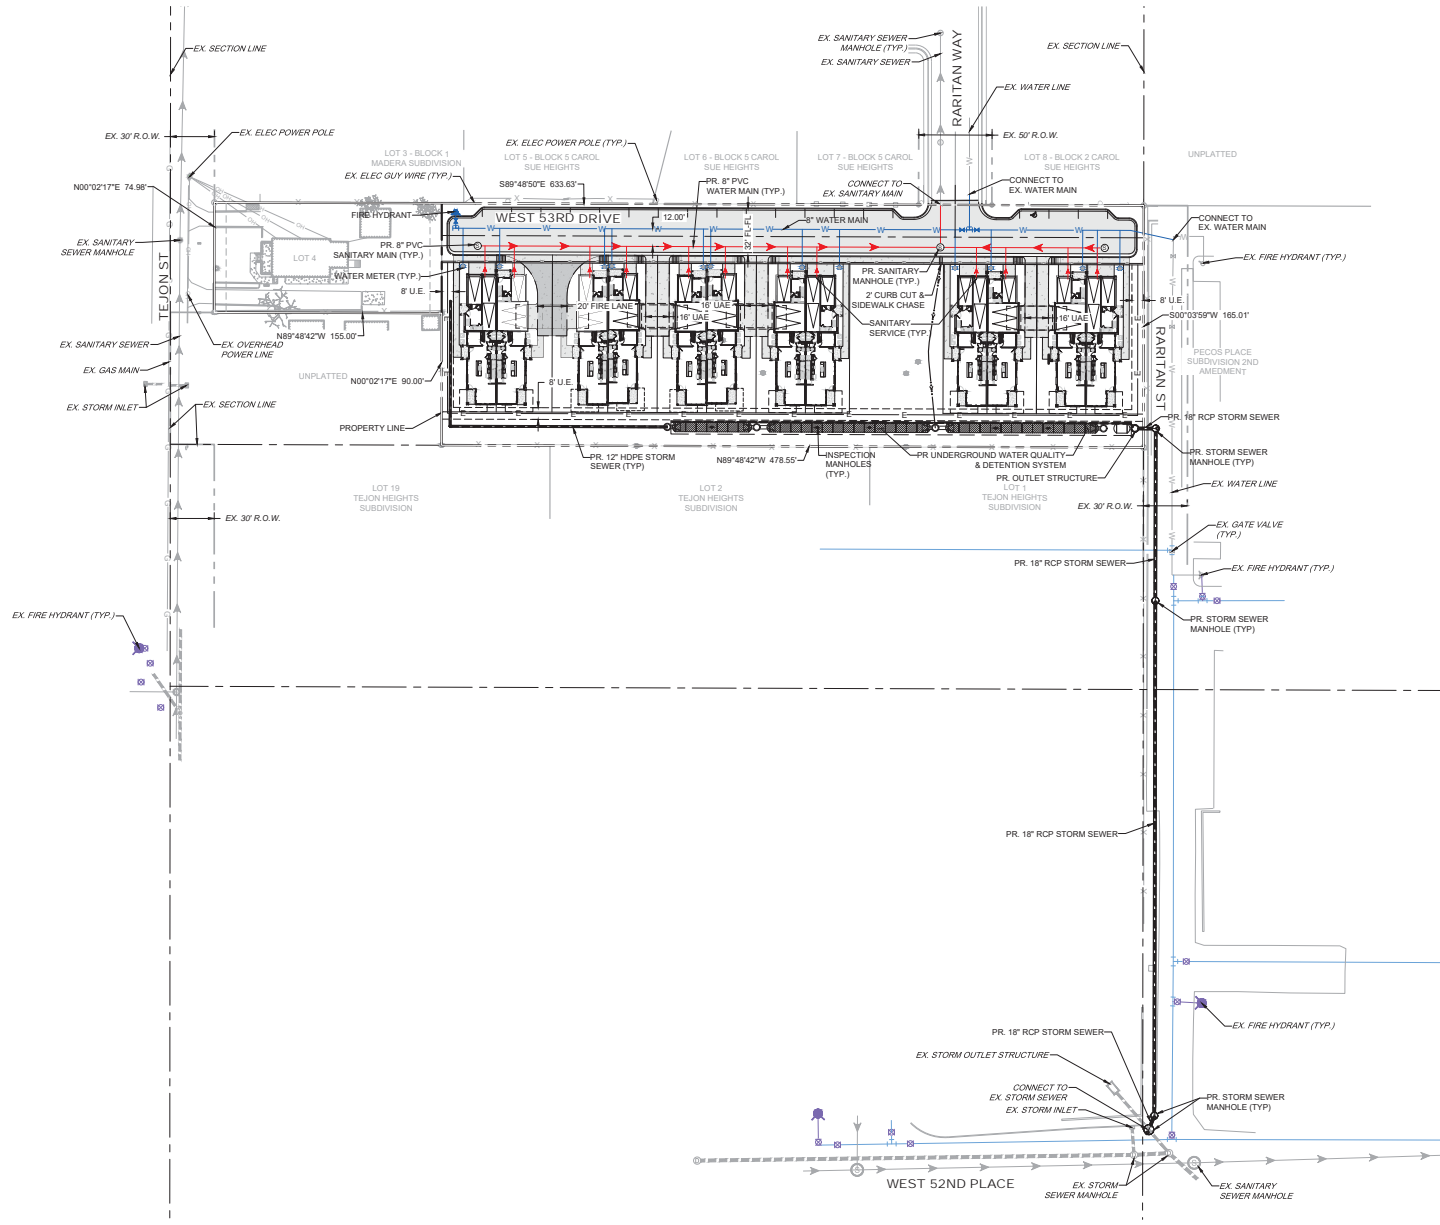 EX. SANITARY SEWER
MANHOLE (TYP.)
EX. SANITARY SEWER
RARITAN WAY
EX. SECTION LINE
EX. SECTION LINE
EX. WATER LINE
EX. 30' R.O.W.
EX. ELEC POWER POLE
EX. ELEC POWER POLE (TYP.)
EX. 50' R.O.W.
LOT 3 - BLOCK 1
MADERA SUBDIVISION
LOT 5 - BLOCK 5 CAROL
SUE HEIGHTS
LOT 6 - BLOCK 5 CAROL
SUE HEIGHTS
LOT 7 - BLOCK 5 CAROL
SUE HEIGHTS
LOT 8 - BLOCK 2 CAROL
SUE HEIGHTS
UNPLATTED
EX. ELEC GUY WIRE (TYP.)
N00°02'17"E 74.98'
S89°48'50"E 633.63'
PR. 8" PVC
WATER MAIN (TYP.)
CONNECT TO
EX. SANITARY MAIN
CONNECT TO
EX. WATER MAIN
FIRE HYDRANT
WEST 53RD DRIVE
12.00'
32' FL-FL
8" WATER MAIN
CONNECT TO
EX. WATER MAIN
EX. SANITARY
SEWER MANHOLE
PR. 8" PVC
SANITARY MAIN (TYP.)
LOT 4
TEJON ST
WATER METER (TYP.)
8' U.E.
PR. SANITARY
MANHOLE (TYP.)
EX. FIRE HYDRANT (TYP.)
2' CURB CUT &
SIDEWALK CHASE
20' FIRE LANE
16' UAE
16' UAE
16' UAE
8' U.E.
S00°03'59"W 165.01'
SANITARY
SERVICE (TYP.
N89°48'42"W 155.00'
EX. SANITARY SEWER
EX. OVERHEAD
POWER LINE
RARITAN ST
PECOS PLACE
SUBDIVISION 2ND
AMEDMENT
EX. GAS MAIN
UNPLATTED
N00°02'17"E 90.00'
8' U.E.
EX. STORM INLET
EX. SECTION LINE
PROPERTY LINE
PR. 18" RCP STORM SEWER
PR. 12" HDPE STORM
SEWER (TYP)
N89°48'42"W 478.55'
INSPECTION
MANHOLES
(TYP.)
PR UNDERGROUND WATER QUALITY
& DETENTION SYSTEM
PR. OUTLET STRUCTURE
PR. STORM SEWER
MANHOLE (TYP)
EX. WATER LINE
LOT 19
TEJON HEIGHTS
SUBDIVISION
LOT 2
TEJON HEIGHTS
SUBDIVISION
LOT 1
TEJON HEIGHTS
SUBDIVISION
EX. 30' R.O.W.
EX. 30' R.O.W.
EX. GATE VALVE
(TYP.)
PR. 18" RCP STORM SEWER
EX. FIRE HYDRANT (TYP.)
EX. FIRE HYDRANT (TYP.)
PR. STORM SEWER
MANHOLE (TYP)
PR. 18" RCP STORM SEWER
EX. FIRE HYDRANT (TYP.)
PR. 18" RCP STORM SEWER
EX. STORM OUTLET STRUCTURE
CONNECT TO
EX. STORM SEWER
EX. STORM INLET
PR. STORM SEWER
MANHOLE (TYP)
WEST 52ND PLACE
EX. STORM
SEWER MANHOLE
EX. SANITARY
SEWER MANHOLE